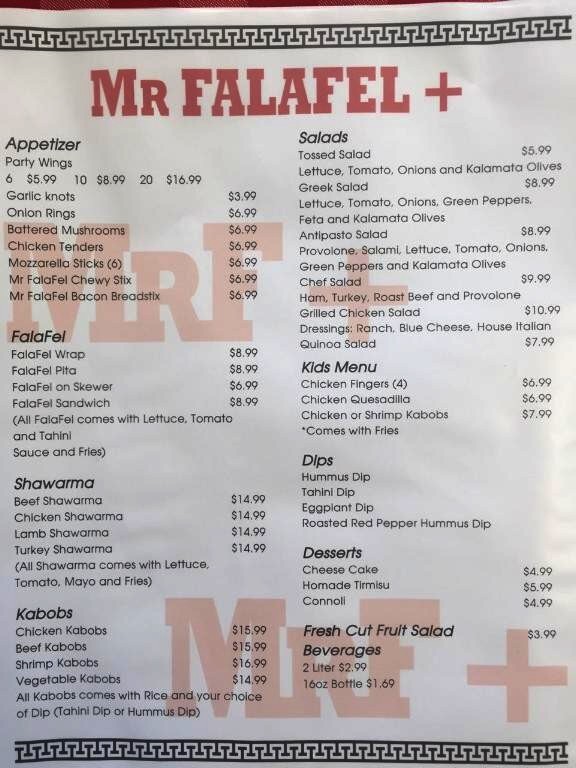 MR FALAFEL +
Appetizer
Party Wings
6 $5.99 10 $8.99 20 $16.99
Garlic knots $3.99
Onion Rings $6.99
Battered Mushrooms $6.99
Chicken Tenders $6.99
Mozzarella Sticks (6) $6.99
Mr FalaFel Chewy Stix $6.99
Mr FalaFel Bacon Breadstix $6.99
FalaFel
FalaFel Wrap $8.99
FalaFel Pita $8.99
FalaFel on Skewer $6.99
FalaFel Sandwich $8.99
(All FalaFel comes with Lettuce, Tomato
and Tahini
Sauce and Fries)
Shawarma
Beef Shawarma $14.99
Chicken Shawarma $14.99
Lamb Shawarma $14.99
Turkey Shawarma $14.99
(All Shawarma comes with Lettuce,
Tomato, Mayo and Fries)
Kabobs
Chicken Kabobs $15.99
Beef Kabobs $15.99
Shrimp Kabobs $16.99
Vegetable Kabobs $14.99
All Kabobs comes with Rice and your choice
of Dip (Tahini Dip or Hummus Dip)
Salads
Tossed Salad $5.99
Lettuce, Tomato, Onions and Kalamata Olives
Greek Salad $8.99
Lettuce, Tomato, Onions, Green Peppers,
Feta and Kalamata Olives
Antipasto Salad $8.99
Provolone, Salami, Lettuce, Tomato, Onions,
Green Peppers and Kalamata Olives
Chef Salad $9.99
Ham, Turkey, Roast Beef and Provolone
Grilled Chicken Salad $10.99
Dressings: Ranch, Blue Cheese, House Italian
Quinoa Salad $7.99
Kids Menu
Chicken Fingers (4) $6.99
Chicken Quesadilla $6.99
Chicken or Shrimp Kabobs $7.99
*Comes with Fries
Dips
Hummus Dip
Tahini Dip
Eggplant Dip
Roasted Red Pepper Hummus Dip
Desserts
Cheese Cake $4.99
Homade Tirmisu $5.99
Connoli $4.99
Fresh Cut Fruit Salad $3.99
Beverages
2 Liter $2.99
16oz Bottle $1.69
MRF +
MRF +